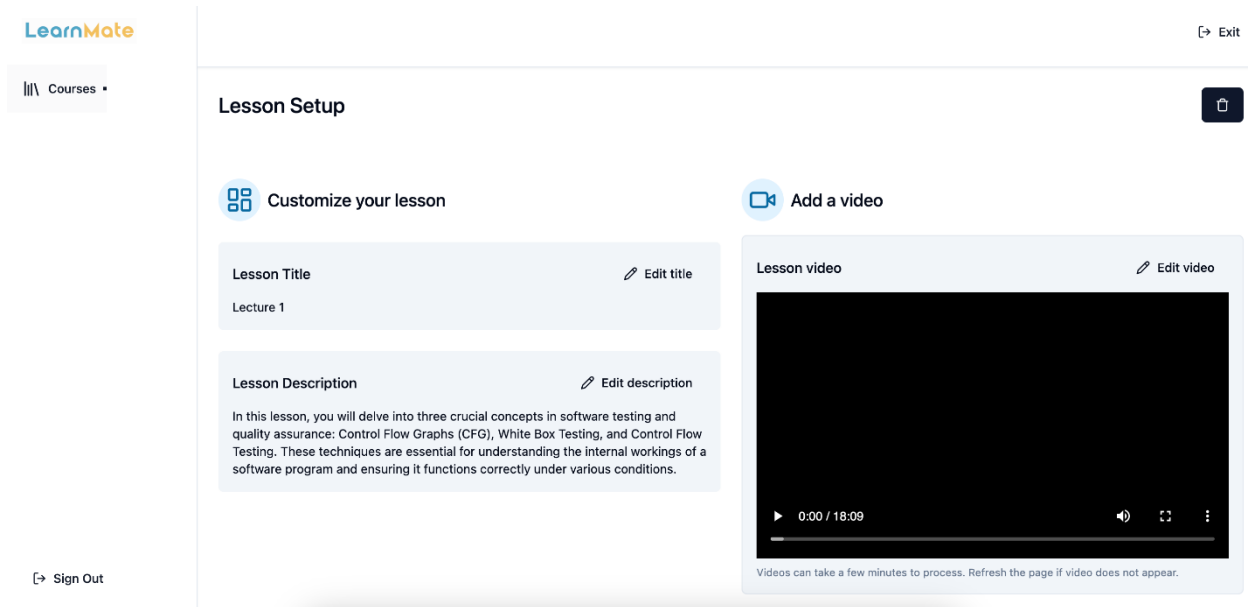 LearnMate
Exit
Courses
Lesson Setup
Customize your lesson
Add a video
Lesson Title
Edit title
Lecture 1
Lesson Description
Edit description
In this lesson, you will delve into three crucial concepts in software testing and
quality assurance: Control Flow Graphs (CFG), White Box Testing, and Control Flow
Testing. These techniques are essential for understanding the internal workings of a
software program and ensuring it functions correctly under various conditions.
Lesson video
Edit video
0:00 / 18:09
Videos can take a few minutes to process. Refresh the page if video does not appear.
Sign Out